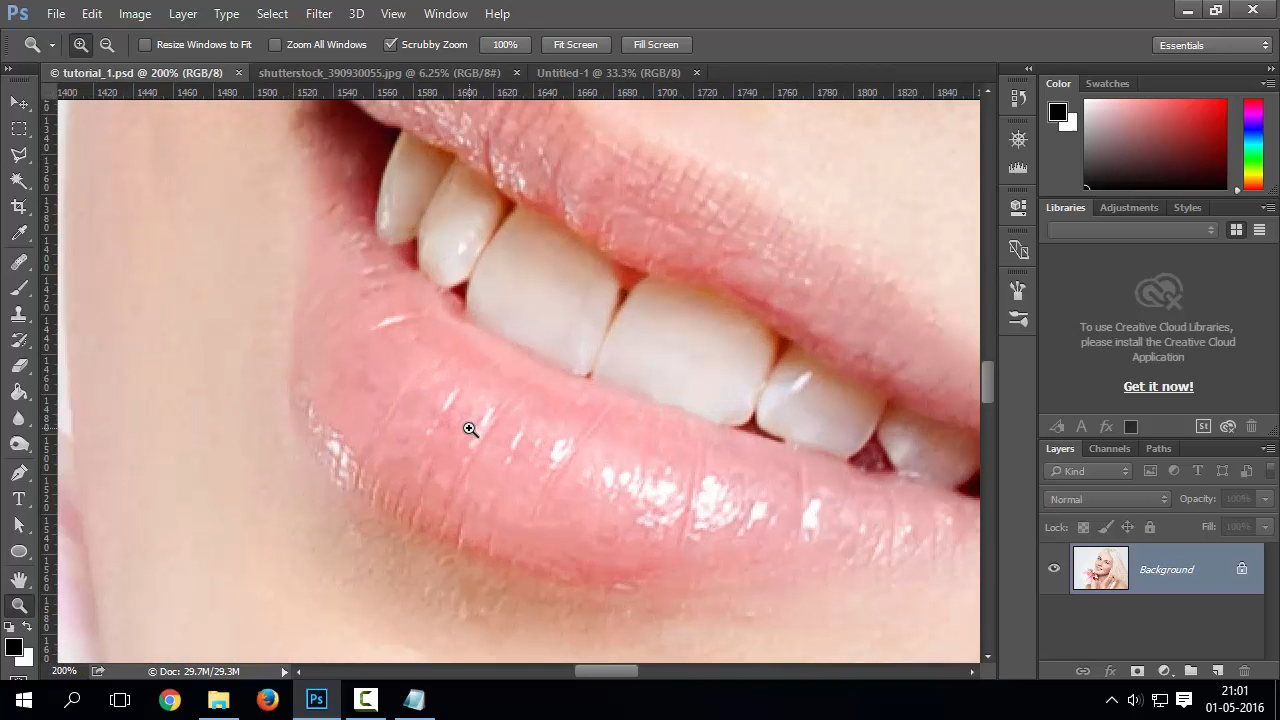 Ps File Edit Image Layer Type Select Filter 3D View Window Help
Resize Windows to Fit Zoom All Windows Scrubby Zoom 100% Fit Screen Fill Screen Essentials
© tutorial_1.psd @ 200% (RGB/8) × shutterstock_390930055.jpg @ 6.25% (RGB/8#) × Untitled-1 @ 33.3% (RGB/8) ×
Color Swatches
1400 1420 1440 1460 1480 1500 1520 1540 1560 1580 1600 1620 1640 1660 1680 1700 1720 1740 1760 1780 1800 1820 1840
Libraries Adjustments Styles
To use Creative Cloud Libraries,
please install the Creative Cloud
Application
Get it now!
St
Layers Channels Paths
Kind
Normal Opacity: 100%
Lock: Fill: 100%
Background
200% © Doc: 29.7M/29.3M
Ps
21:01
01-05-2016